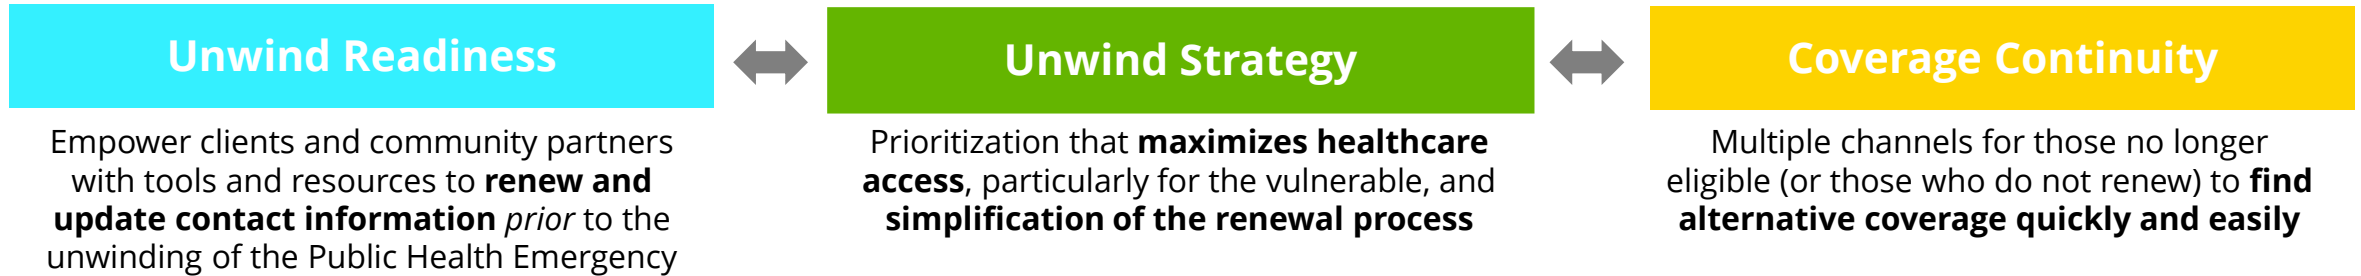 Unwind Readiness
Empower clients and community partners
with tools and resources to renew and
update contact information prior to the
unwinding of the Public Health Emergency
Unwind Strategy
Prioritization that maximizes healthcare
access, particularly for the vulnerable, and
simplification of the renewal process
Coverage Continuity
Multiple channels for those no longer
eligible (or those who do not renew) to find
alternative coverage quickly and easily